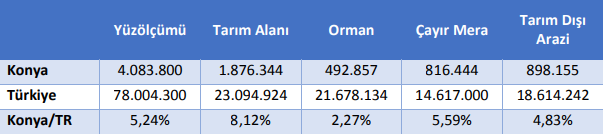 Yüzölçümü Tarım Alanı Orman Çayır Mera Tarım Dışı
Arazi
Konya 4.083.800 1.876.344 492.857 816.444 898.155
Türkiye 78.004.300 23.094.924 21.678.134 14.617.000 18.614.242
Konya/TR 5,24% 8,12% 2,27% 5,59% 4,83%